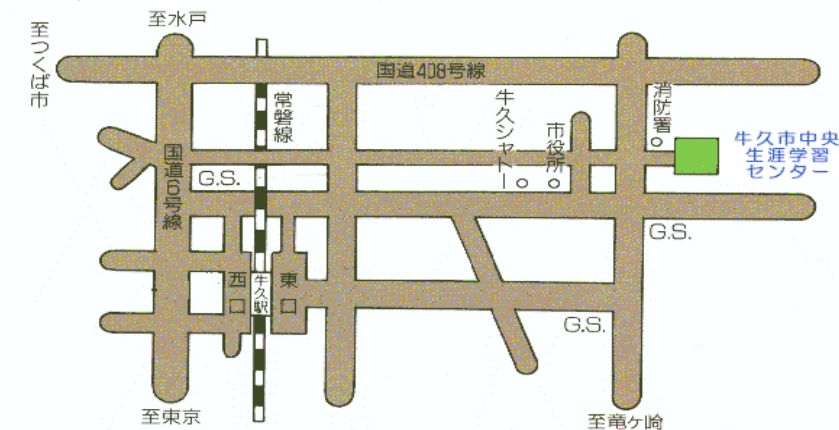 至水戸
至つくば市
国道408号線
常磐線
牛久シャトー
市役所
消防署
牛久市中央
生涯学習
センター
国道6号線
G.S.
G.S.
西口
牛久駅
東口
G.S.
至東京
至竜ヶ崎